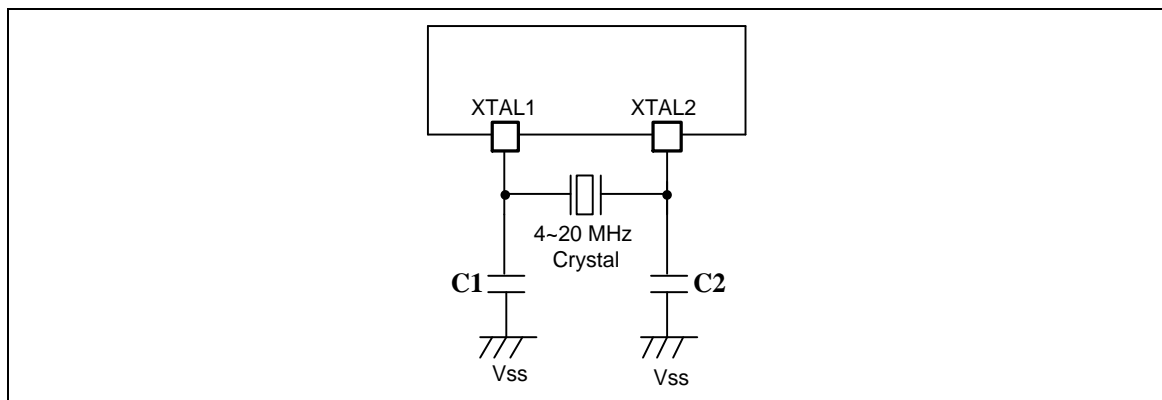 XTAL1
XTAL2
4~20 MHz
Crystal
C1
C2
Vss
Vss